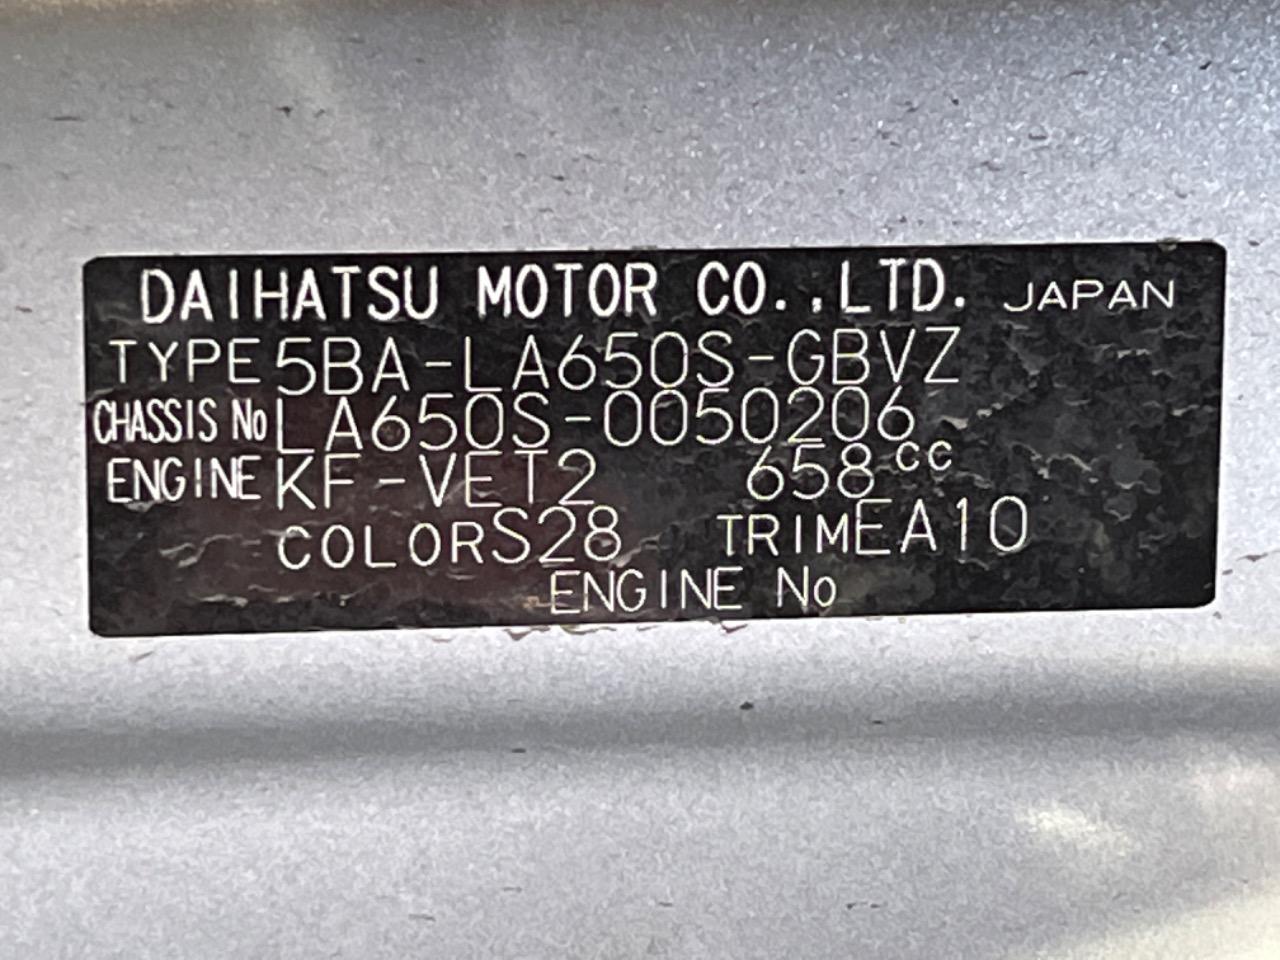 DAIHATSU MOTOR CO.,LTD. JAPAN
TYPE 5BA-LA650S-GBVZ
CHASSIS No LA650S-0050206
ENGINE KF-VET2 658cc
COLOR S28 TRIM EA10
ENGINE No